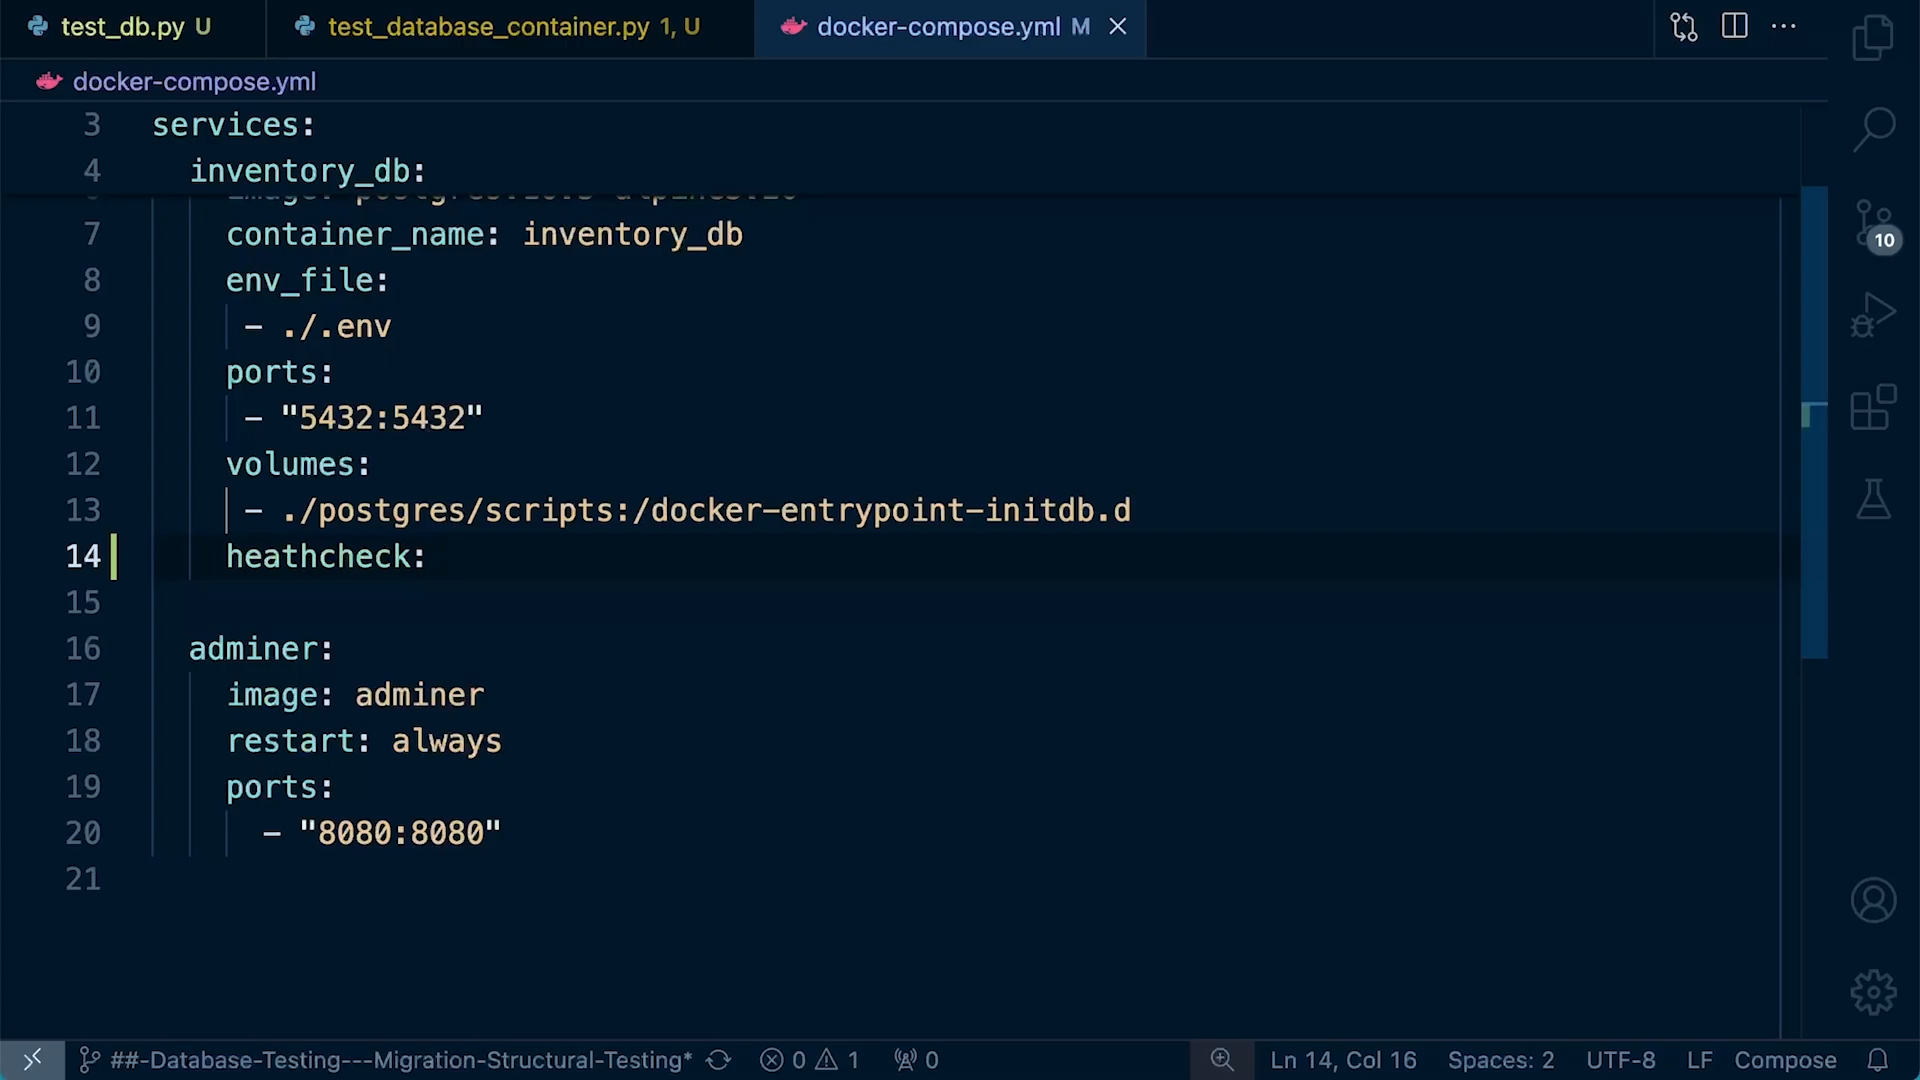 test_db.py U
test_database_container.py 1, U
docker-compose.yml M
docker-compose.yml
3 services:
4 inventory_db:
7 container_name: inventory_db
8 env_file:
9 - ./.env
10 ports:
11 - "5432:5432"
12 volumes:
13 - ./postgres/scripts:/docker-entrypoint-initdb.d
14 heathcheck:
15
16 adminer:
17 image: adminer
18 restart: always
19 ports:
20 - "8080:8080"
21
10
##-Database-Testing---Migration-Structural-Testing* 0 1 0 Ln 14, Col 16 Spaces: 2 UTF-8 LF Compose